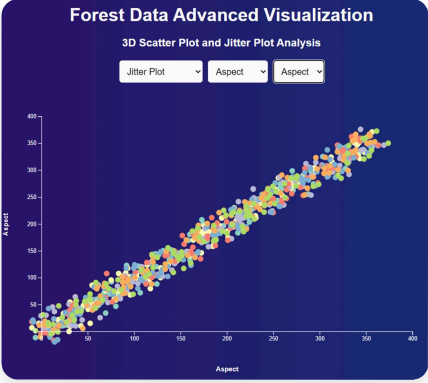 Forest Data Advanced Visualization
3D Scatter Plot and Jitter Plot Analysis
Jitter Plot Aspect Aspect
400
350
300
250
200
150
100
50
Aspect
50 100 150 200 250 300 350 400
Aspect